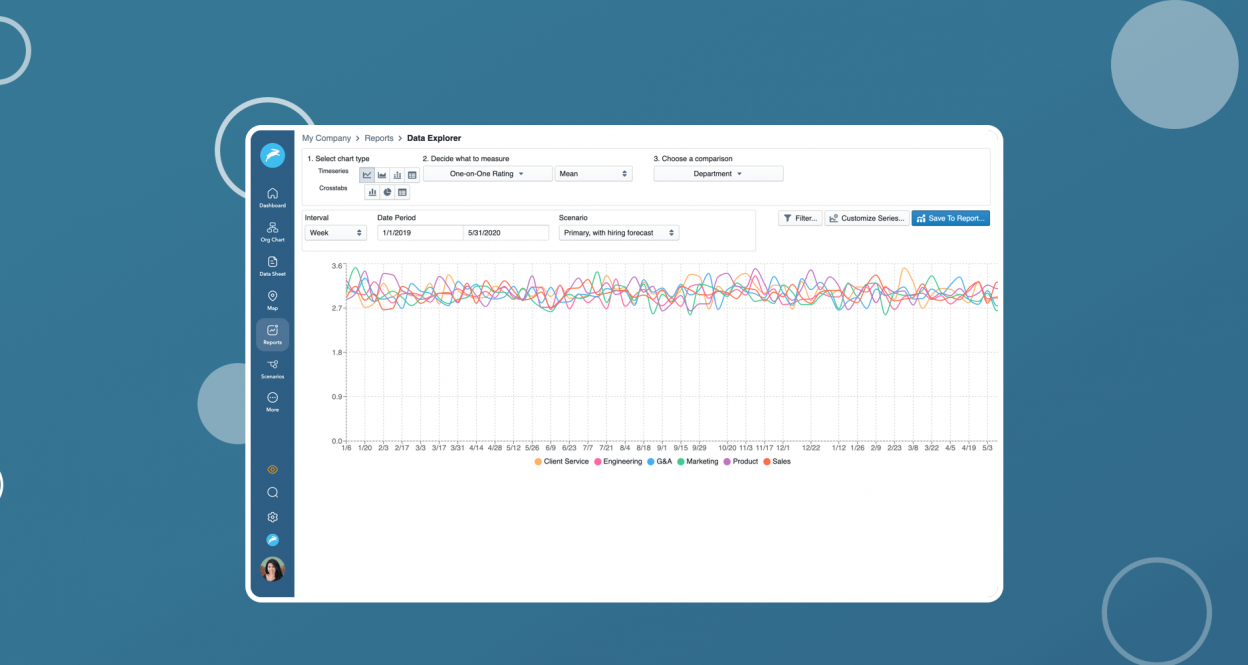 My Company > Reports > Data Explorer
1. Select chart type
2. Decide what to measure
3. Choose a comparison
Timeseries
One-on-One Rating
Mean
Department
Crosstabs
Interval
Date Period
Scenario
Week
1/1/2019
5/31/2020
Primary, with hiring forecast
Filter...
Customize Series...
Save To Report...
Dashboard
Org Chart
Data Sheet
Map
Reports
Scenarios
More
3.6
2.7
1.8
0.9
0.0
1/6 1/20 2/3 2/17 3/3 3/17 3/31 4/14 4/28 5/12 5/26 6/9 6/23 7/7 7/21 8/4 8/18 9/1 9/15 9/29 10/20 11/3 11/17 12/1 12/22 1/12 1/26 2/9 2/23 3/8 3/22 4/5 4/19 5/3
Client Service Engineering G&A Marketing Product Sales